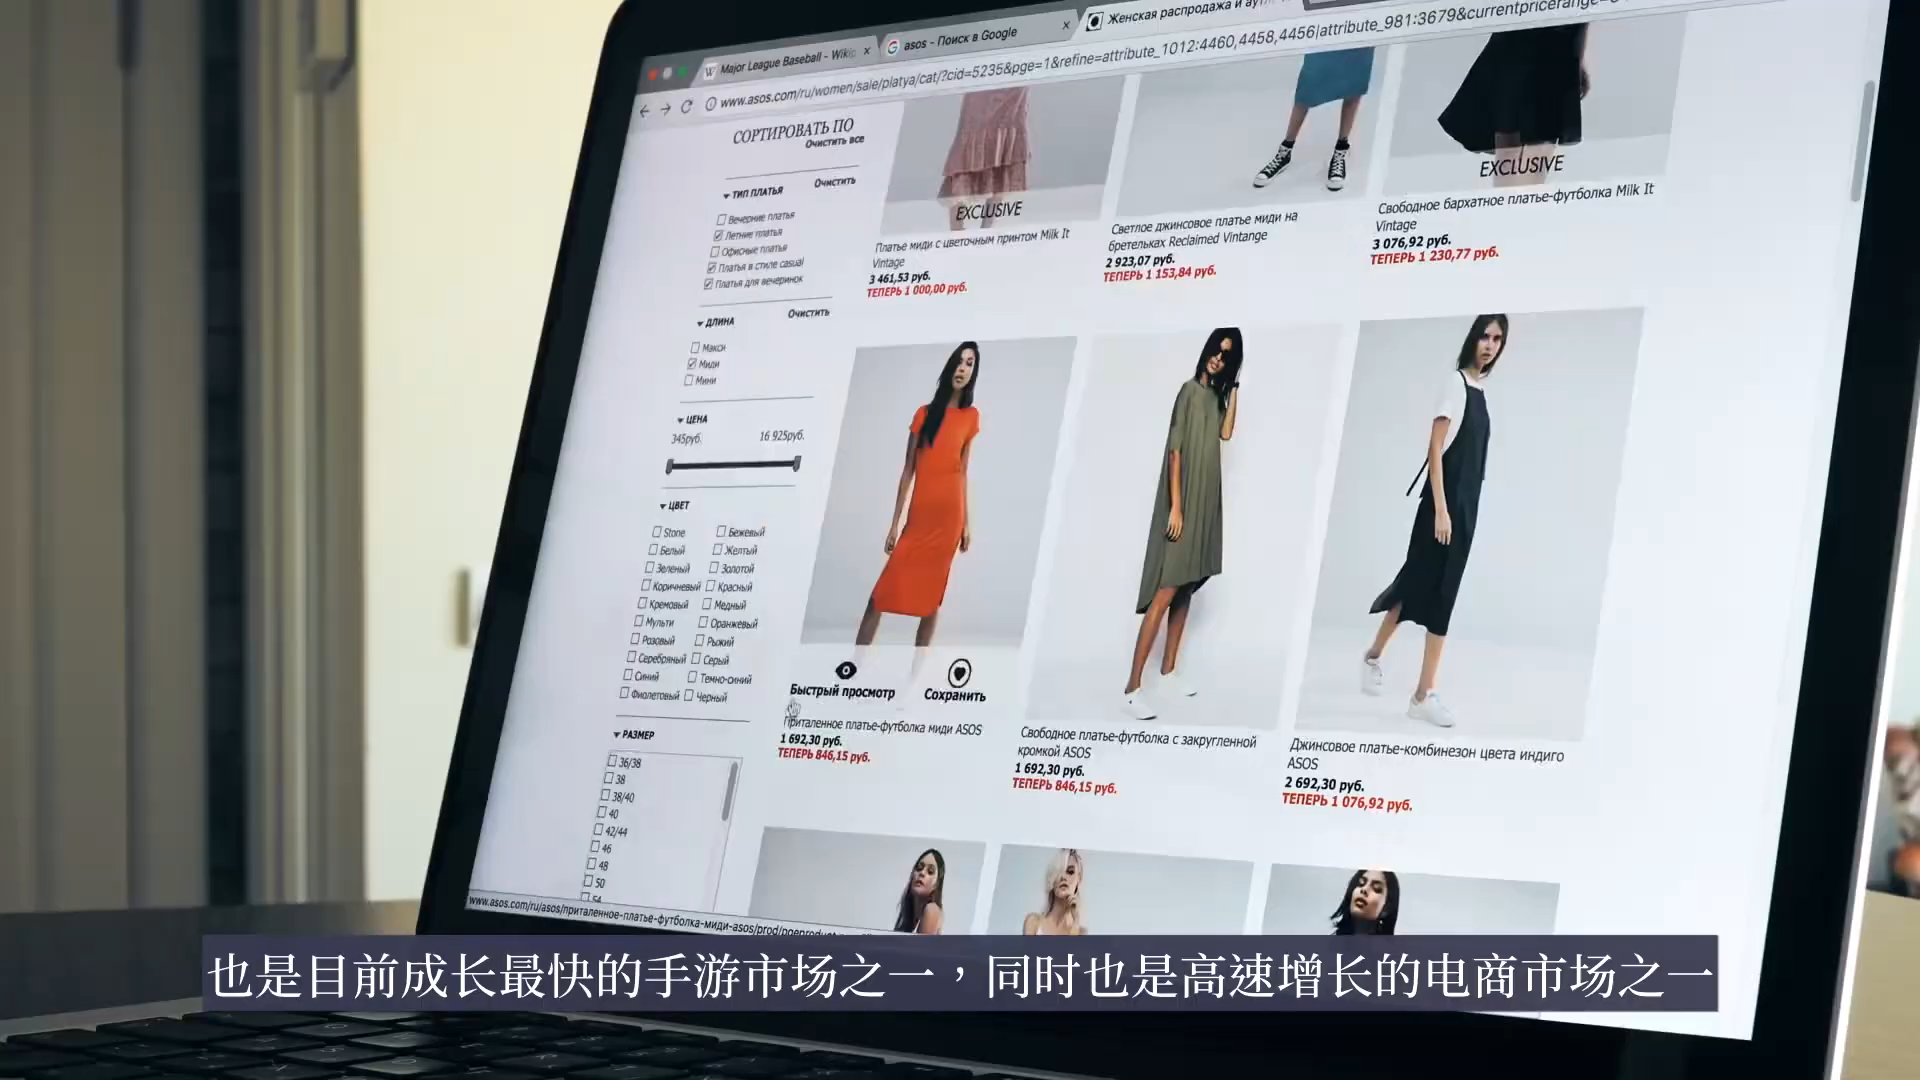 Major League Baseball - Wikip
asos - Поиск в Google
Женская распродажа и аут
www.asos.com/ru/women/sale/platya/cat/?cid=5235&pge=1&refine=attribute_1012:4460,4458,4456|attribute_981:3679&currentpricerange=
СОРТИРОВАТЬ ПО
Очистить все
ТИП ПЛАТЬЯ
Очистить
Вечерние платья
Летние платья
Офисные платья
Платья в стиле casual
Платья для вечеринок
ДЛИНА
Очистить
Макси
Миди
Мини
ЦЕНА
345руб.
16 925руб.
ЦВЕТ
Stone
Бежевый
Белый
Желтый
Зеленый
Золотой
Коричневый
Красный
Кремовый
Медный
Мульти
Оранжевый
Розовый
Рыжий
Серебряный
Серый
Синий
Темно-синий
Фиолетовый
Черный
РАЗМЕР
36/38
38
38/40
40
42/44
46
48
50
54
EXCLUSIVE
Платье миди с цветочным принтом Milk It
Vintage
3 461,53 руб.
ТЕПЕРЬ 1 000,00 руб.
Светлое джинсовое платье миди на
бретельках Reclaimed Vintange
2 923,07 руб.
ТЕПЕРЬ 1 153,84 руб.
EXCLUSIVE
Свободное бархатное платье-футболка Milk It
Vintage
3 076,92 руб.
ТЕПЕРЬ 1 230,77 руб.
Быстрый просмотр
Сохранить
Приталенное платье-футболка миди ASOS
1 692,30 руб.
ТЕПЕРЬ 846,15 руб.
Свободное платье-футболка с закругленной
кромкой ASOS
1 692,30 руб.
ТЕПЕРЬ 846,15 руб.
Джинсовое платье-комбинезон цвета индиго
ASOS
2 692,30 руб.
ТЕПЕРЬ 1 076,92 руб.
www.asos.com/ru/asos/приталенное-платье-футболка-миди-asos/prod/pgeproduct
也是目前成长最快的手游市场之一，同时也是高速增长的电商市场之一